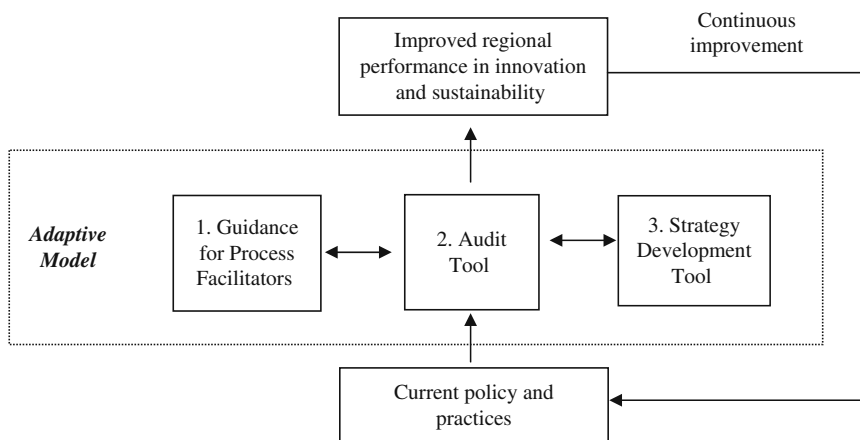 Improved regional
performance in innovation
and sustainability
Continuous
improvement
Adaptive
Model
1. Guidance
for Process
Facilitators
2. Audit
Tool
3. Strategy
Development
Tool
Current policy and
practices